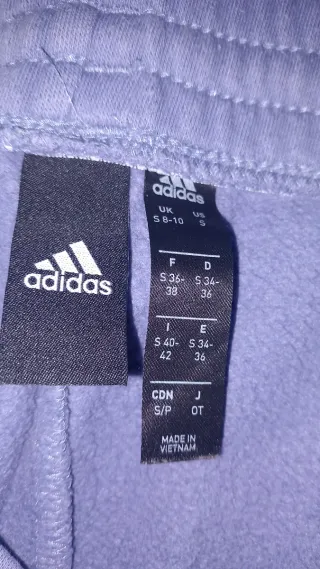 adidas
adidas
UK US
S 8-10 S
F D
S 36- S 34-
38 36
I E
S 40- S 34-
42 36
CDN J
S/P OT
MADE IN
VIETNAM